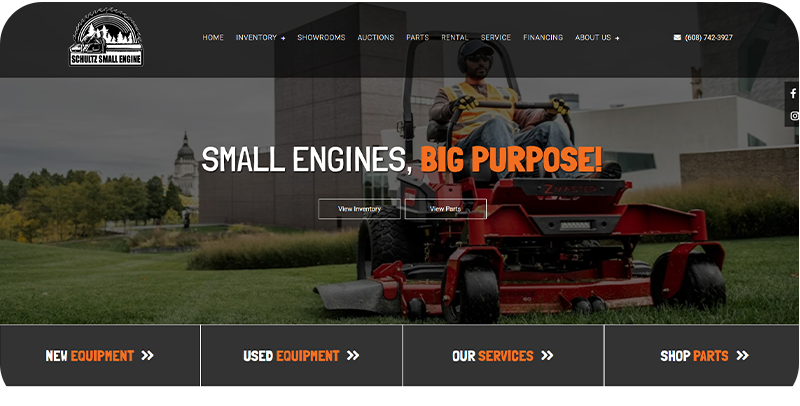 SCHULTZ SMALL ENGINE
HOME INVENTORY + SHOWROOMS AUCTIONS PARTS RENTAL SERVICE FINANCING ABOUT US + (608) 742-3927
SMALL ENGINES, BIG PURPOSE!
Z MASTER
View Inventory View Parts
NEW EQUIPMENT >> USED EQUIPMENT >> OUR SERVICES >> SHOP PARTS >>